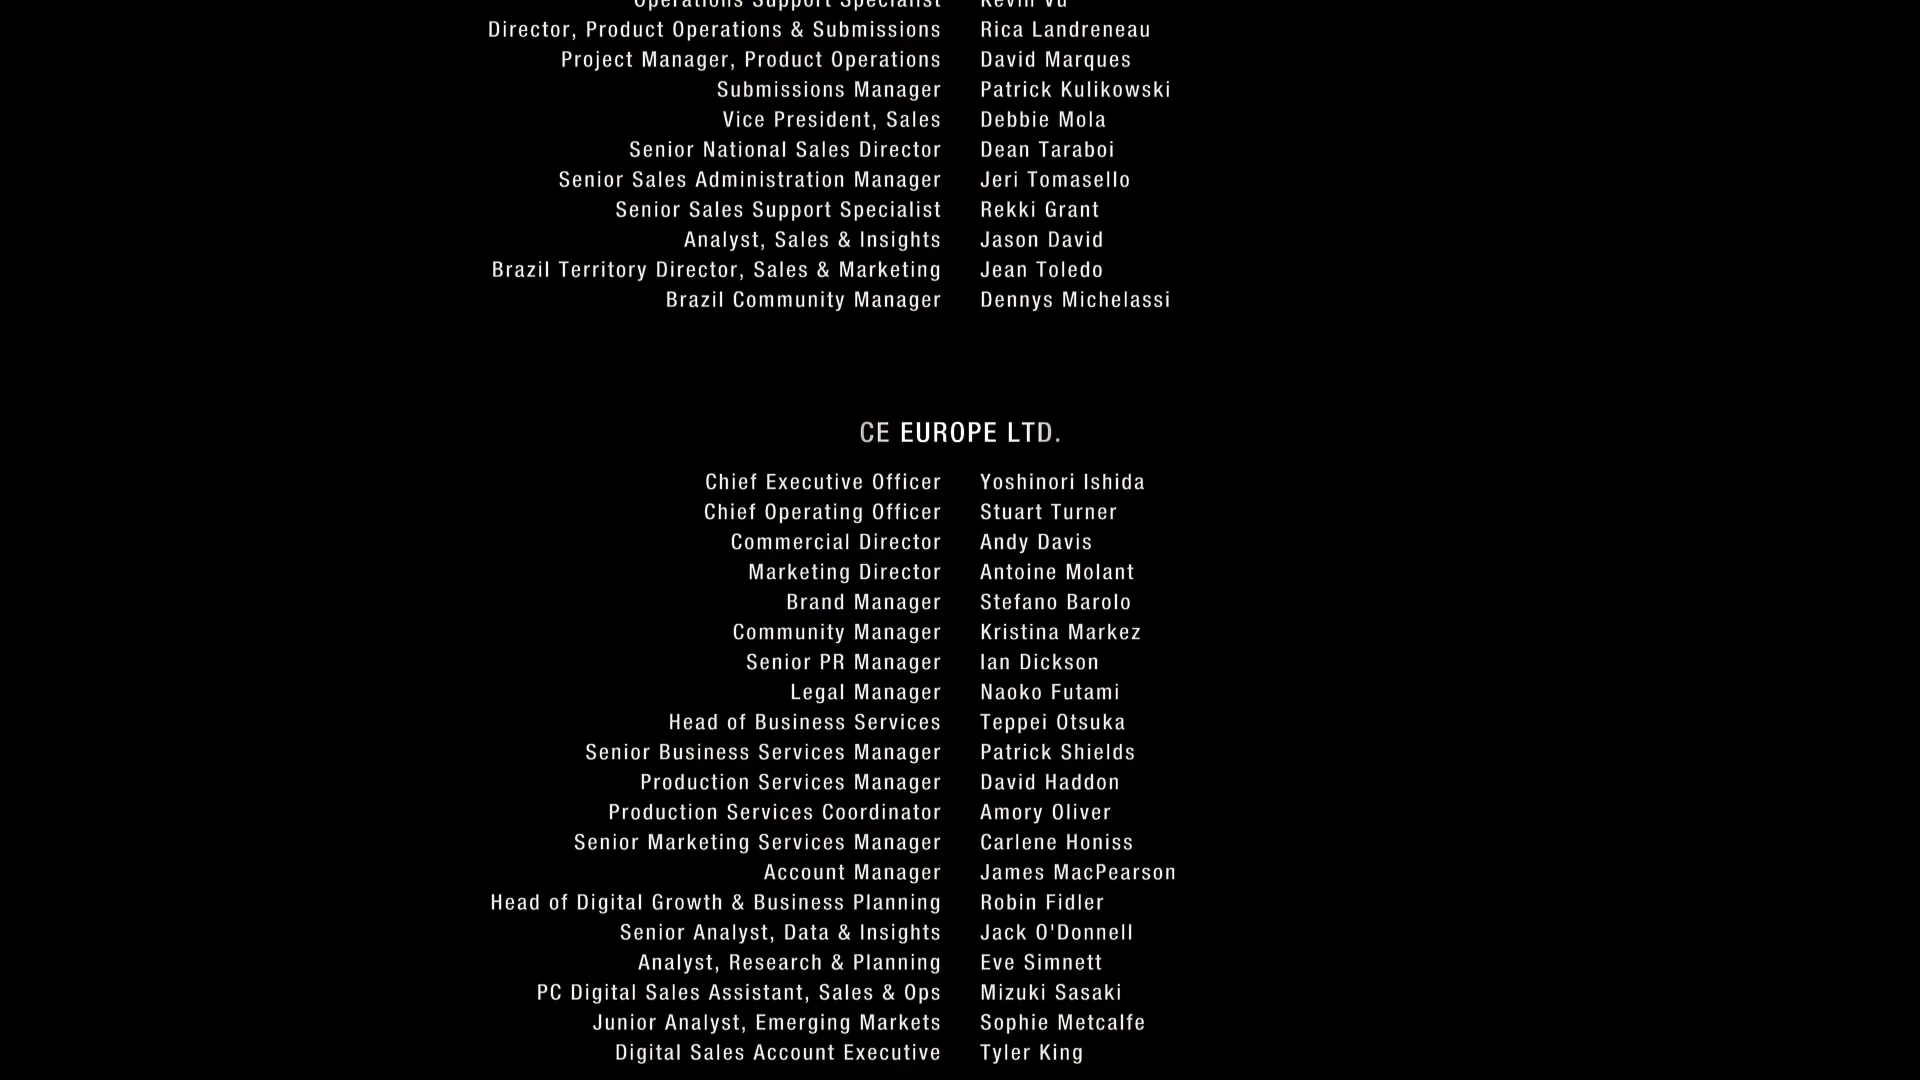 Operations Support Specialist Kevin Vu
Director, Product Operations & Submissions Rica Landreneau
Project Manager, Product Operations David Marques
Submissions Manager Patrick Kulikowski
Vice President, Sales Debbie Mola
Senior National Sales Director Dean Taraboi
Senior Sales Administration Manager Jeri Tomasello
Senior Sales Support Specialist Rekki Grant
Analyst, Sales & Insights Jason David
Brazil Territory Director, Sales & Marketing Jean Toledo
Brazil Community Manager Dennys Michelassi
CE EUROPE LTD.
Chief Executive Officer Yoshinori Ishida
Chief Operating Officer Stuart Turner
Commercial Director Andy Davis
Marketing Director Antoine Molant
Brand Manager Stefano Barolo
Community Manager Kristina Markez
Senior PR Manager Ian Dickson
Legal Manager Naoko Futami
Head of Business Services Teppei Otsuka
Senior Business Services Manager Patrick Shields
Production Services Manager David Haddon
Production Services Coordinator Amory Oliver
Senior Marketing Services Manager Carlene Honiss
Account Manager James MacPearson
Head of Digital Growth & Business Planning Robin Fidler
Senior Analyst, Data & Insights Jack O'Donnell
Analyst, Research & Planning Eve Simnett
PC Digital Sales Assistant, Sales & Ops Mizuki Sasaki
Junior Analyst, Emerging Markets Sophie Metcalfe
Digital Sales Account Executive Tyler King